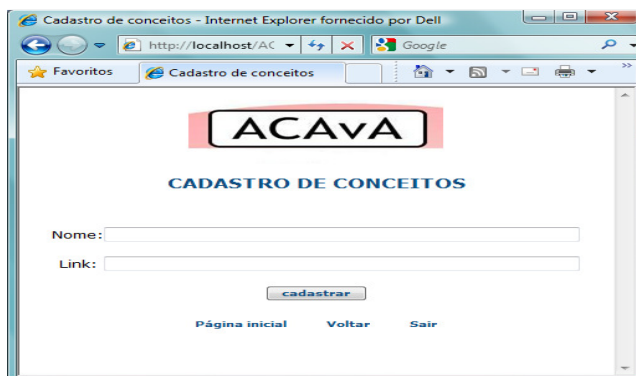 Cadastro de conceitos - Internet Explorer fornecido por Dell
http://localhost/AC
Google
Favoritos
Cadastro de conceitos
ACAvA
CADASTRO DE CONCEITOS
Nome:
Link:
cadastrar
Página inicial Voltar Sair